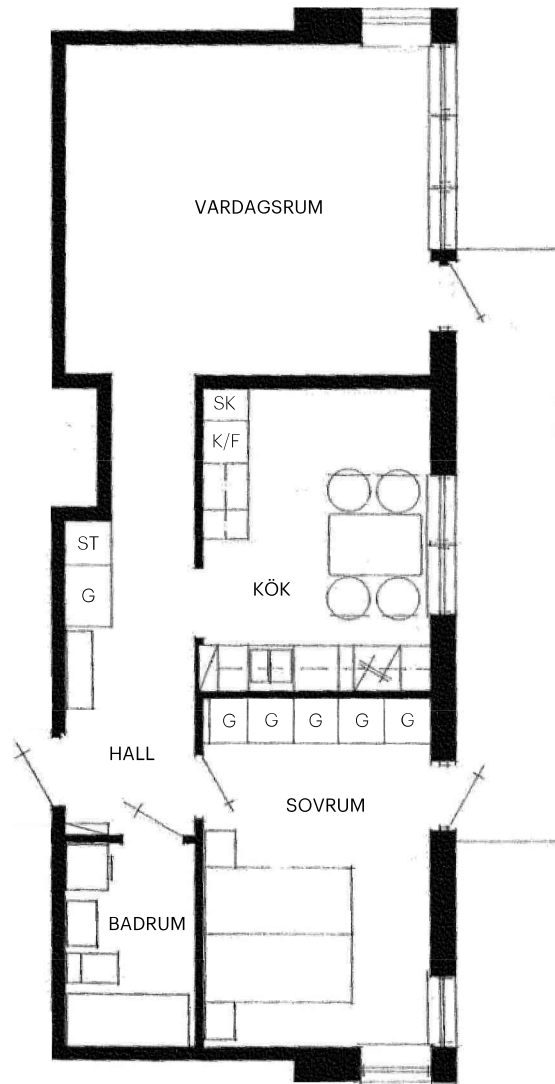 VARDAGSRUM
SK
K/F
ST
G
KÖK
G G G G G
HALL
SOVRUM
BADRUM